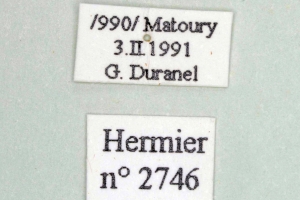 /990/ Matoury
3.II.1991
G. Duranel
Hermier
n° 2746